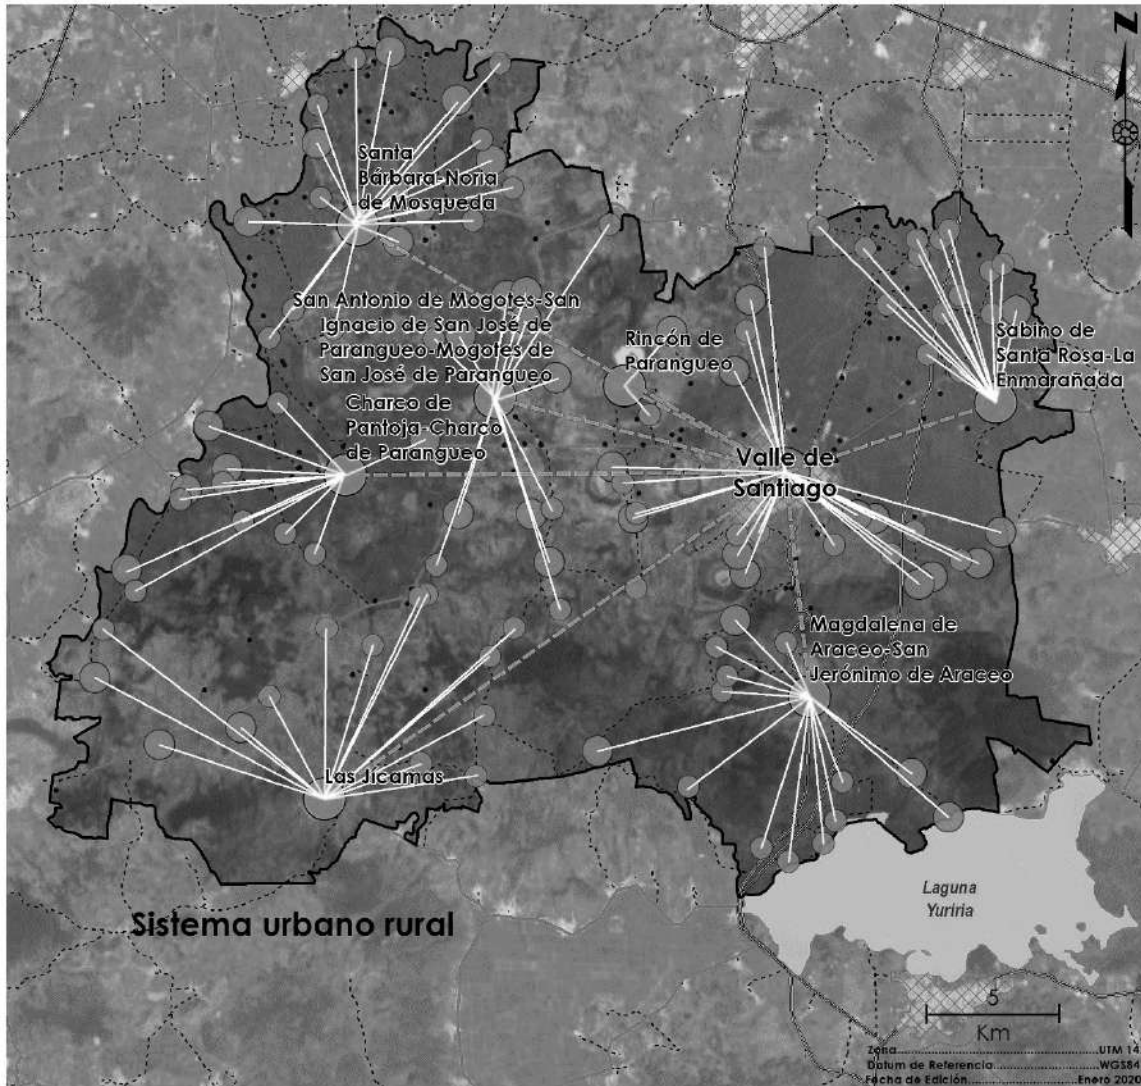 N
Santa
Bárbara-Noria
de Mosqueda
San Antonio de Mogotes-San
Ignacio de San José de
Parangueo-Mogotes de
San José de Parangueo
Rincón de
Parangueo
Sabino de
Santa Rosa-La
Enmarañada
Charco de
Pantoja-Charco
de Parangueo
Valle de
Santiago
Magdalena de
Araceo-San
Jerónimo de Araceo
Las Jícamas
Sistema urbano rural
Laguna
Yuriria
5
Km
Zona UTM 14
Datum de Referencia WGS84
Fecha de Edición Enero 2020